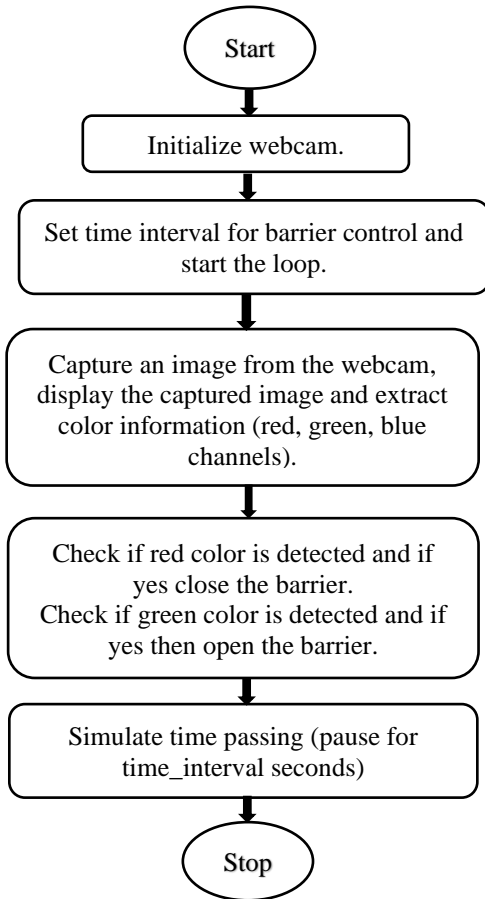 Start
Initialize webcam.
Set time interval for barrier control and
start the loop.
Capture an image from the webcam,
display the captured image and extract
color information (red, green, blue
channels).
Check if red color is detected and if
yes close the barrier.
Check if green color is detected and if
yes then open the barrier.
Simulate time passing (pause for
time_interval seconds)
Stop